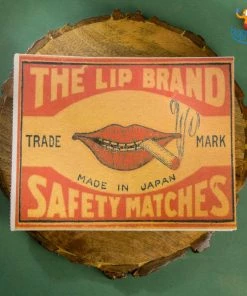 THE LIP BRAND
TRADE MARK
MADE IN JAPAN
SAFETY MATCHES